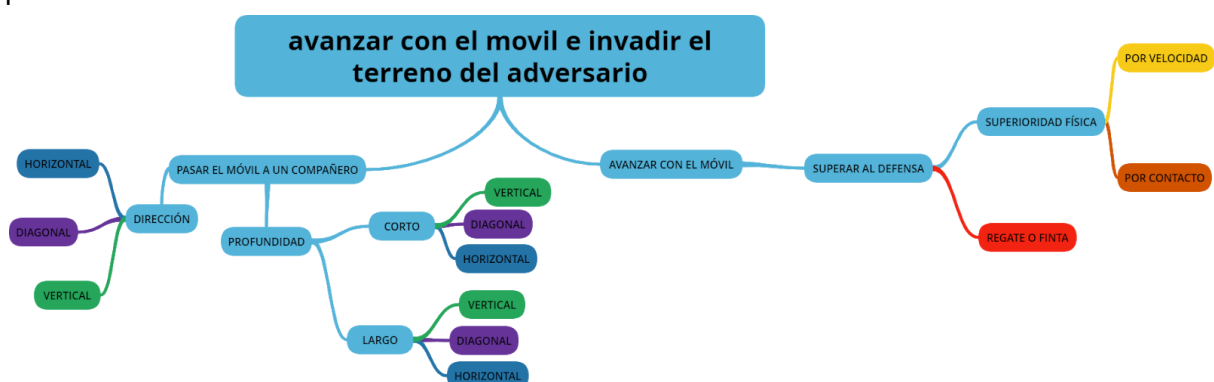 avanzar con el movil e invadir el
terreno del adversario
POR VELOCIDAD
SUPERIORIDAD FÍSICA
POR CONTACTO
HORIZONTAL
PASAR EL MÓVIL A UN COMPAÑERO
AVANZAR CON EL MÓVIL
SUPERAR AL DEFENSA
DIRECCIÓN
DIAGONAL
VERTICAL
PROFUNDIDAD
CORTO
VERTICAL
DIAGONAL
HORIZONTAL
REGATE O FINTA
LARGO
VERTICAL
DIAGONAL
HORIZONTAL